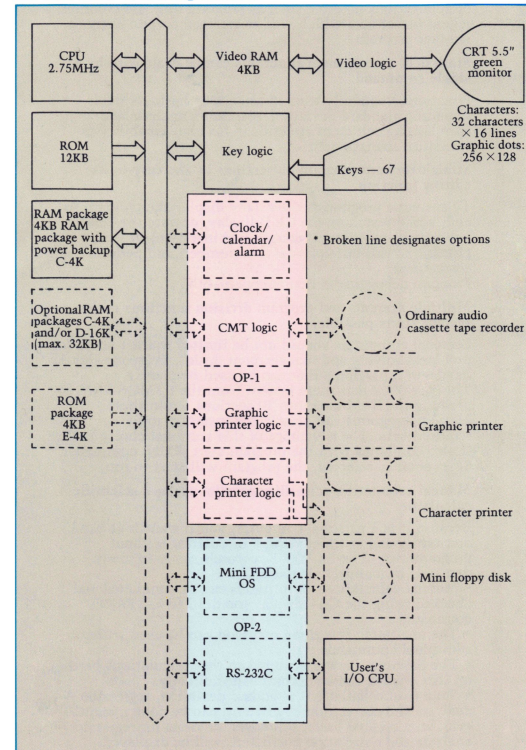 CPU
2.75MHz
Video RAM
4KB
Video logic
CRT 5.5"
green
monitor
Characters:
32 characters
× 16 lines
Graphic dots:
256 × 128
ROM
12KB
Key logic
Keys — 67
RAM package
4KB RAM
package with
power backup
C-4K
Clock/
calendar/
alarm
* Broken line designates options
Optional RAM
packages C-4K
and/or D-16K
(max. 32KB)
CMT logic
Ordinary audio
cassette tape recorder
OP-1
ROM
package
4KB
E-4K
Graphic
printer logic
Graphic printer
Character
printer logic
Character printer
Mini FDD
OS
Mini floppy disk
OP-2
RS-232C
User's
I/O CPU.